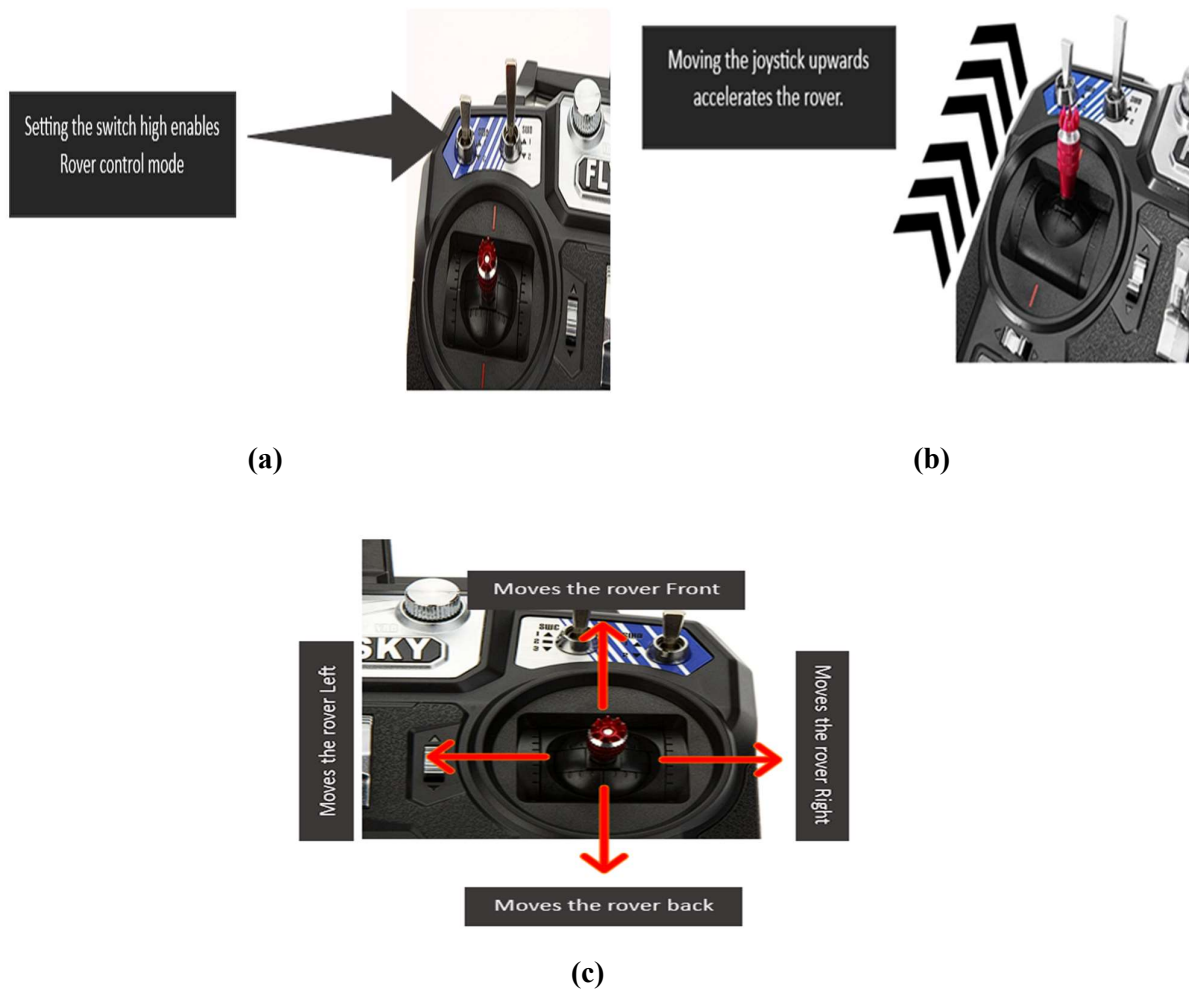 Setting the switch high enables
Rover control mode
Moving the joystick upwards
accelerates the rover.
FL
(a)
(b)
Moves the rover Front
SWC
SKY
Moves the rover Left
Moves the rover Right
Moves the rover back
(c)